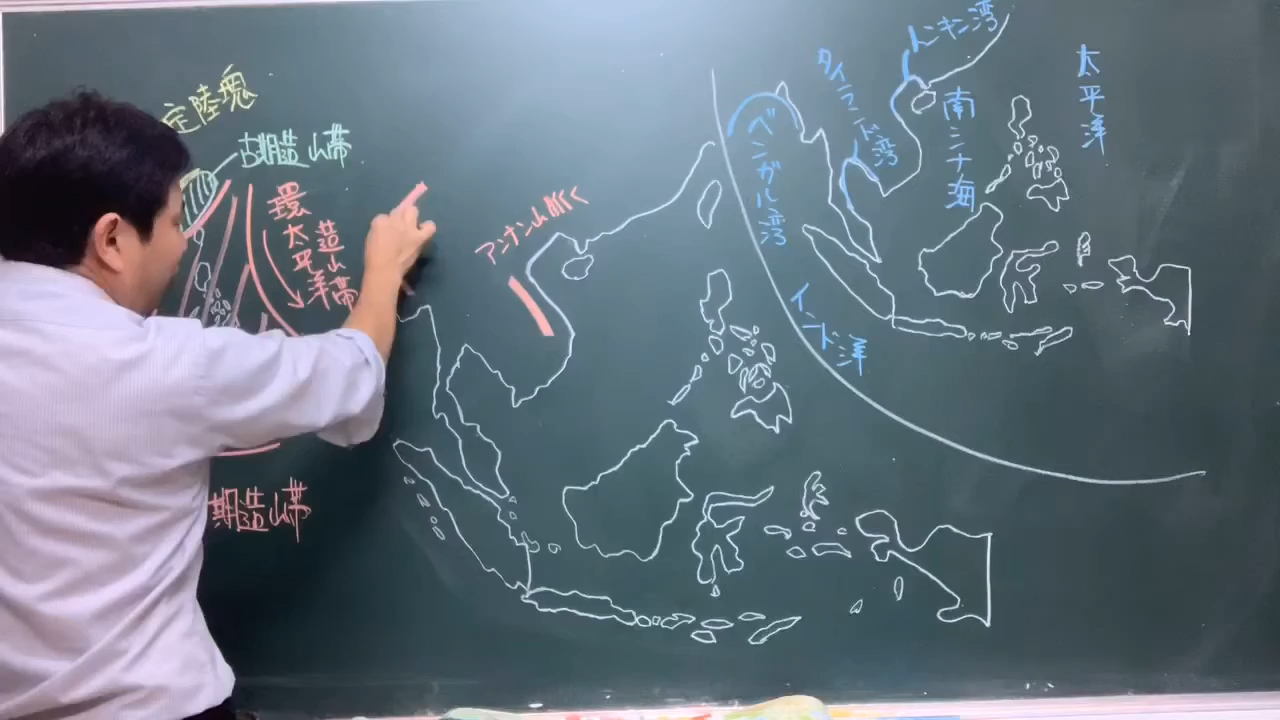 定陸塊
古期造山帯
環太平洋
造山帯
期造山帯
アンナン山脈
ベンガル湾
タイランド湾
トンキン湾
南シナ海
太平洋
インド洋